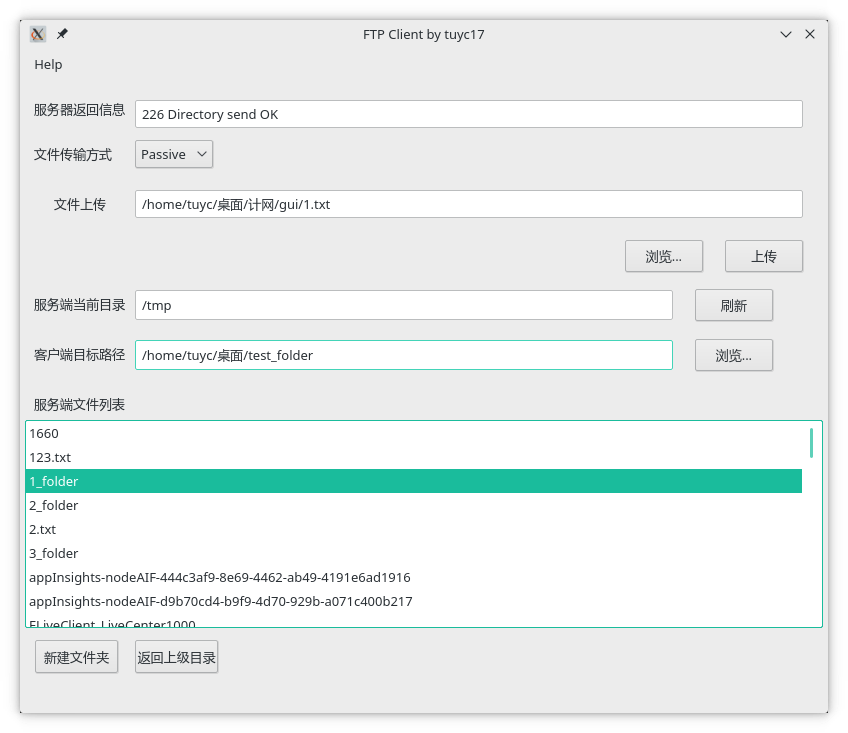 FTP Client by tuyc17
Help
服务器返回信息 226 Directory send OK
文件传输方式 Passive
文件上传 /home/tuyc/桌面/计网/gui/1.txt
浏览... 上传
服务端当前目录 /tmp 刷新
客户端目标路径 /home/tuyc/桌面/test_folder 浏览...
服务端文件列表
1660
123.txt
1_folder
2_folder
2.txt
3_folder
appInsights-nodeAIF-444c3af9-8e69-4462-ab49-4191e6ad1916
appInsights-nodeAIF-d9b70cd4-b9f9-4d70-929b-a071c400b217
FLiveClient_LiveCenter1000
新建文件夹 返回上级目录